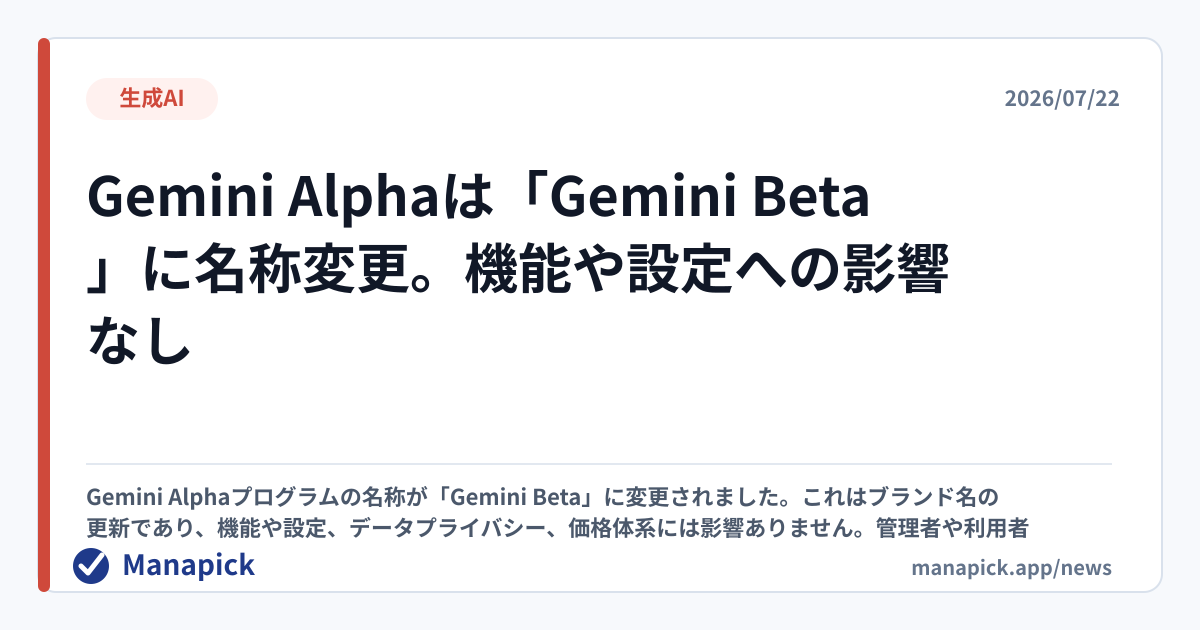 生成AI
2026/07/22
Gemini Alphaは「Gemini Beta
」に名称変更。機能や設定への影響
なし
Gemini Alphaプログラムの名称が「Gemini Beta」に変更されました。これはブランド名の
更新であり、機能や設定、データプライバシー、価格体系には影響ありません。管理者や利用者
Manapick
manapick.app/news